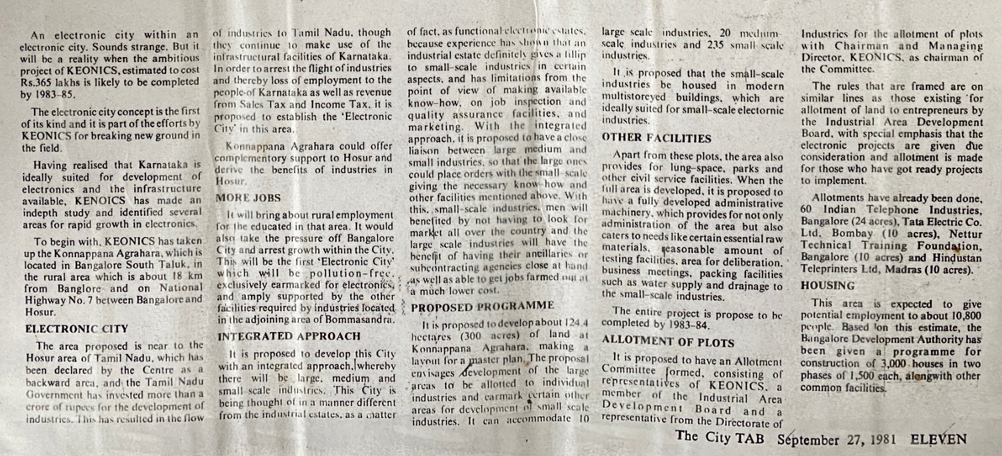 An electronic city within an
electronic city. Sounds strange. But it
will be a reality when the ambitious
project of KEONICS, estimated to cost
Rs.365 lakhs is likely to be completed
by 1983-85.
The electronic city concept is the first
of its kind and it is part of the efforts by
KEONICS for breaking new ground in
the field.
Having realised that Karnataka is
ideally suited for development of
electronics and the infrastructure
available, KENOICS has made an
indepth study and identified several
areas for rapid growth in electronics.
To begin with, KEONICS has taken
up the Konnappana Agrahara, which is
located in Bangalore South Taluk, in
the rural area which is about 18 km
from Banglore and on National
Highway No. 7 between Bangalore and
Hosur.
ELECTRONIC CITY
The area proposed is near to the
Hosur area of Tamil Nadu, which has
been declared by the Centre as a
backward area, and the Tamil Nadu
Government has invested more than a
crore of rupees for the development of
industries. This has resulted in the flow
of industries to Tamil Nadu, though
they continue to make use of the
infrastructural facilities of Karnataka.
In order to arrest the flight of industries
and thereby loss of employment to the
people of Karnataka as well as revenue
from Sales Tax and Income Tax, it is
proposed to establish the 'Electronic
City' in this area.
Konnappana Agrahara could offer
complementory support to Hosur and
derive the benefits of industries in
Hosur.
MORE JOBS
It will bring about rural employment
for the educated in that area. It would
also take the pressure off Bangalore
City and arrest growth within the City.
This will be the first 'Electronic City'
which will be pollution-free,
exclusively earmarked for electronics,
and amply supported by the other
facilities required by industries located
in the adjoining area of Bommasandra.
INTEGRATED APPROACH
It is proposed to develop this City
with an integrated approach, whereby
there will be large, medium and
small-scale industries. This City is
being thought of in a manner different
from the industrial estates, as a matter
of fact, as functional electronic estates,
because experience has shown that an
industrial estate definitely gives a fillip
to small-scale industries in certain
aspects, and has limitations from the
point of view of making available
know-how, on job inspection and
quality assurance facilities, and
marketing. With the integrated
approach, it is proposed to have a close
liaison between large medium and
small industries, so that the large ones
could place orders with the small-scale
giving the necessary know-how and
other facilities mentioned above. With
this, small-scale industries, men will
benefited by not having to look for
market all over the country and the
large scale industries will have the
benefit of having their ancillaries or
subcontracting agencies close at hand
as well as able to get jobs farmed out at
a much lower cost.
PROPOSED PROGRAMME
It is proposed to develop about 124.4
hectares (300 acres) of land at
Konnappana Agrahara, making a
layout for a master plan. The proposal
envisages development of the large
areas to be allotted to individual
industries and earmark certain other
areas for development of small scale
industries. It can accommodate 10
large scale industries, 20 medium-
scale industries and 235 small scale
industries.
It is proposed that the small-scale
industries be housed in modern
multistoreyed buildings, which are
ideally suited for small-scale electornic
industries.
OTHER FACILITIES
Apart from these plots, the area also
provides for lung-space, parks and
other civil service facilities. When the
full area is developed, it is proposed to
have a fully developed administrative
machinery, which provides for not only
administration of the area but also
caters to needs like certain essential raw
materials, reasonable amount of
testing facilities, area for deliberation,
business meetings, packing facilities
such as water supply and drainage to
the small-scale industries.
The entire project is propose to be
completed by 1983-84.
ALLOTMENT OF PLOTS
It is proposed to have an Allotment
Committee formed, consisting of
representatives of KEONICS, a
member of the Industrial Area
Development Board and a
representative from the Directorate of
Industries for the allotment of plots
with Chairman and Managing
Director, KEONICS, as chairman of
the Committee.
The rules that are framed are on
similar lines as those existing for
allotment of land to entrepreneurs by
the Industrial Area Development
Board, with special emphasis that the
electronic projects are given due
consideration and allotment is made
for those who have got ready projects
to implement.
Allotments have already been done,
60 Indian Telephone Industries,
Bangalore (24 acres), Tata Electric Co.
Ltd, Bombay (10 acres), Nettur
Technical Training Foundation,
Bangalore (10 acres) and Hindustan
Teleprinters Ltd, Madras (10 acres).
HOUSING
This area is expected to give
potential employment to about 10,800
people. Based on this estimate, the
Bangalore Development Authority has
been given a programme for
construction of 3,000 houses in two
phases of 1,500 each, alongwith other
common facilities.
The City TAB September 27, 1981 ELEVEN